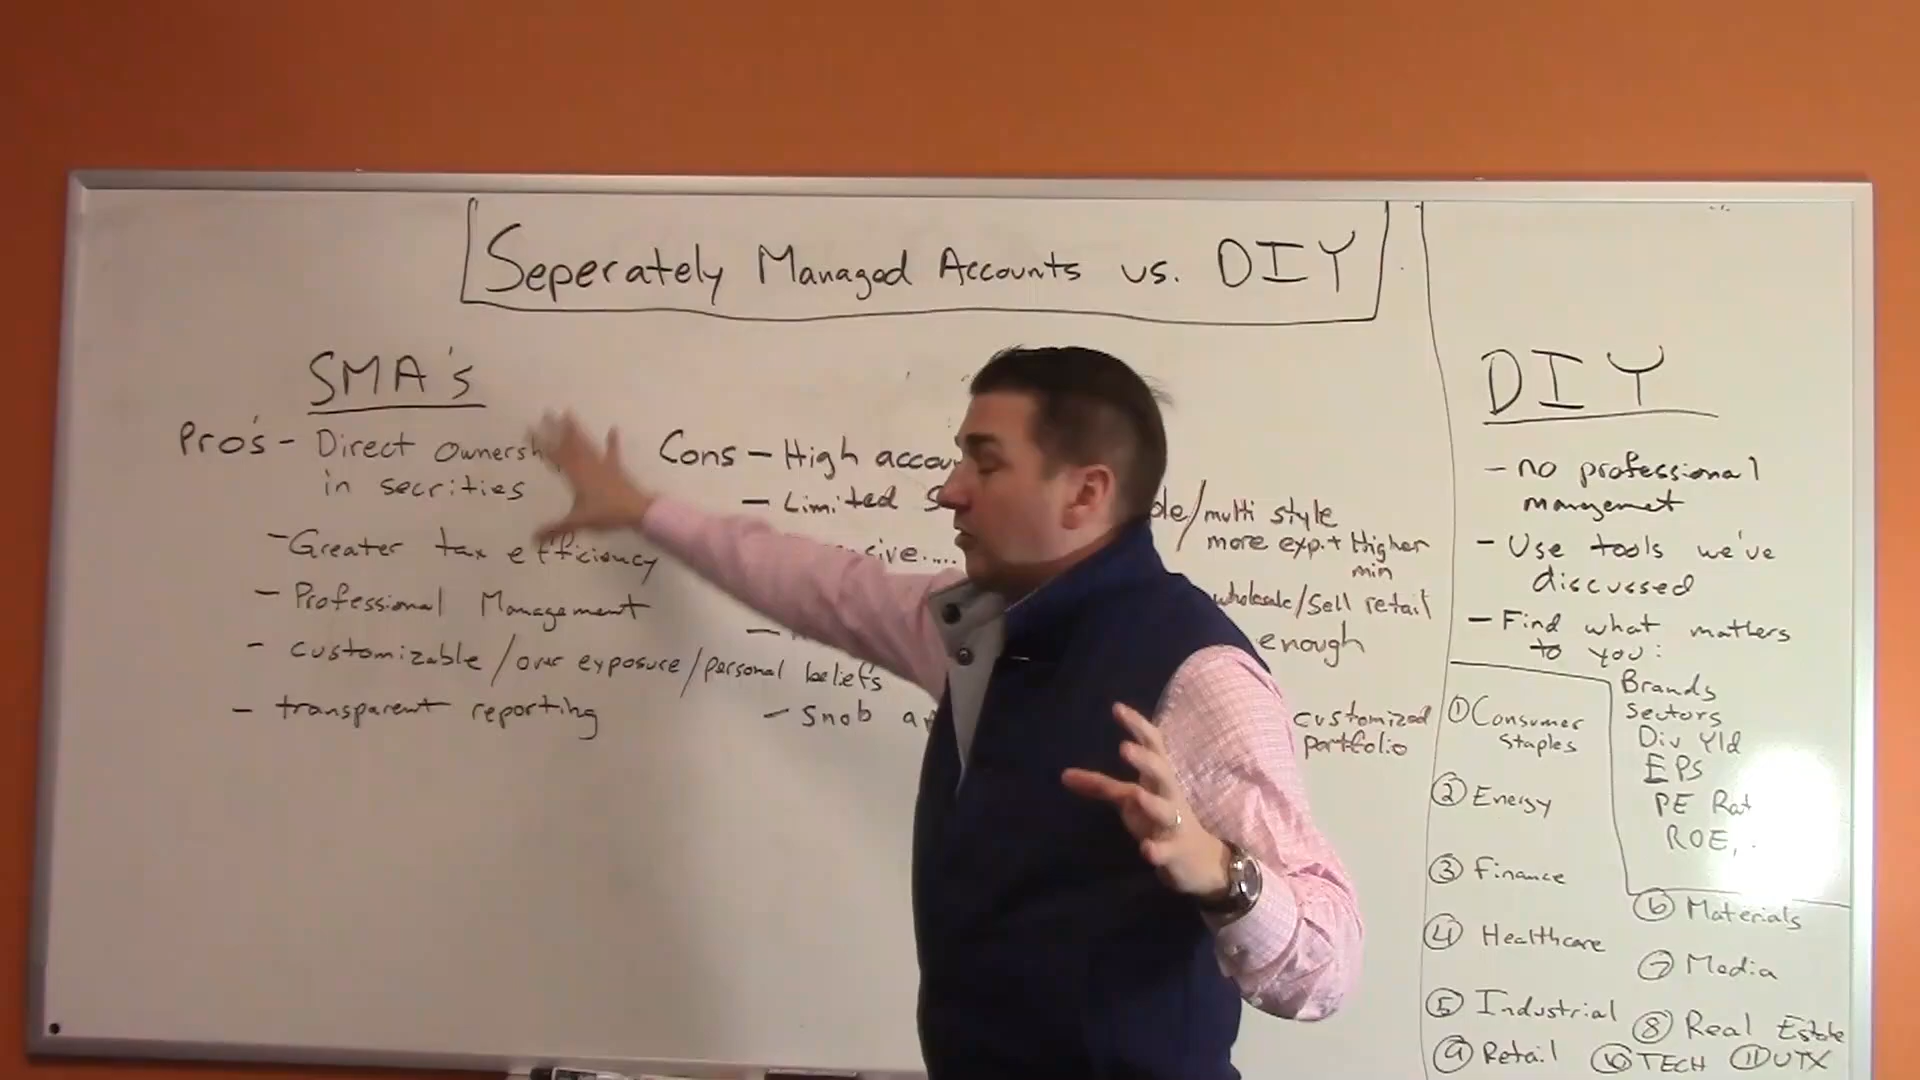 Seperately Managed Accounts vs. DIY
SMA's
Pro's - Direct Ownersh
in secrities
- Greater tax efficiency
- Professional Management
- customizable / over exposure / personal beliefs
- transparent reporting
Cons - High accou
- Limited S
sive....
- Snob a
ble/multi style
more exp. + Higher
min
wholesale/sell retail
enough
customized
portfolio
DIY
- no professional
mangemet
- Use tools we've
discussed
- Find what matters
to you:
Brands
Sectors
Div Yld
EPS
PE Rat
ROE,
① Consumer
staples
② Energy
③ Finance
④ Healthcare
⑤ Industrial
⑥ Materials
⑦ Media
⑧ Real Estate
⑨ Retail ⑩ TECH ⑪ UTX